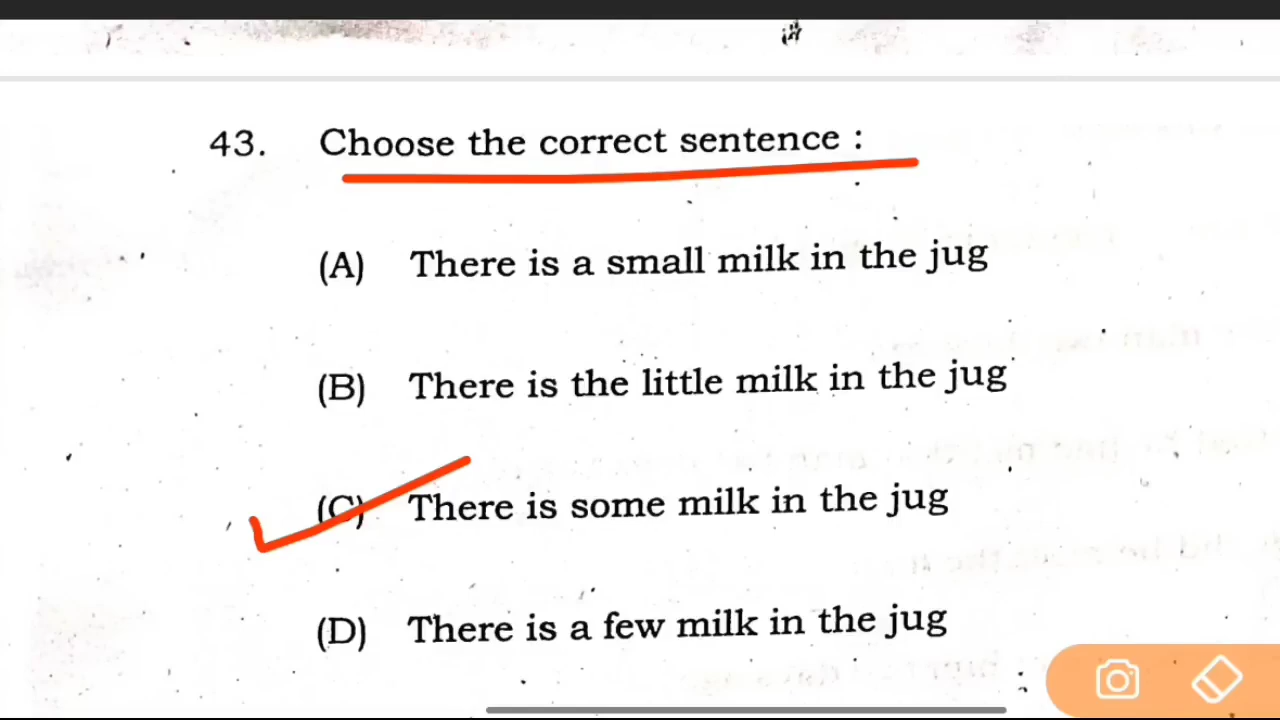 43. Choose the correct sentence :
(A) There is a small milk in the jug
(B) There is the little milk in the jug
(C) There is some milk in the jug
(D) There is a few milk in the jug